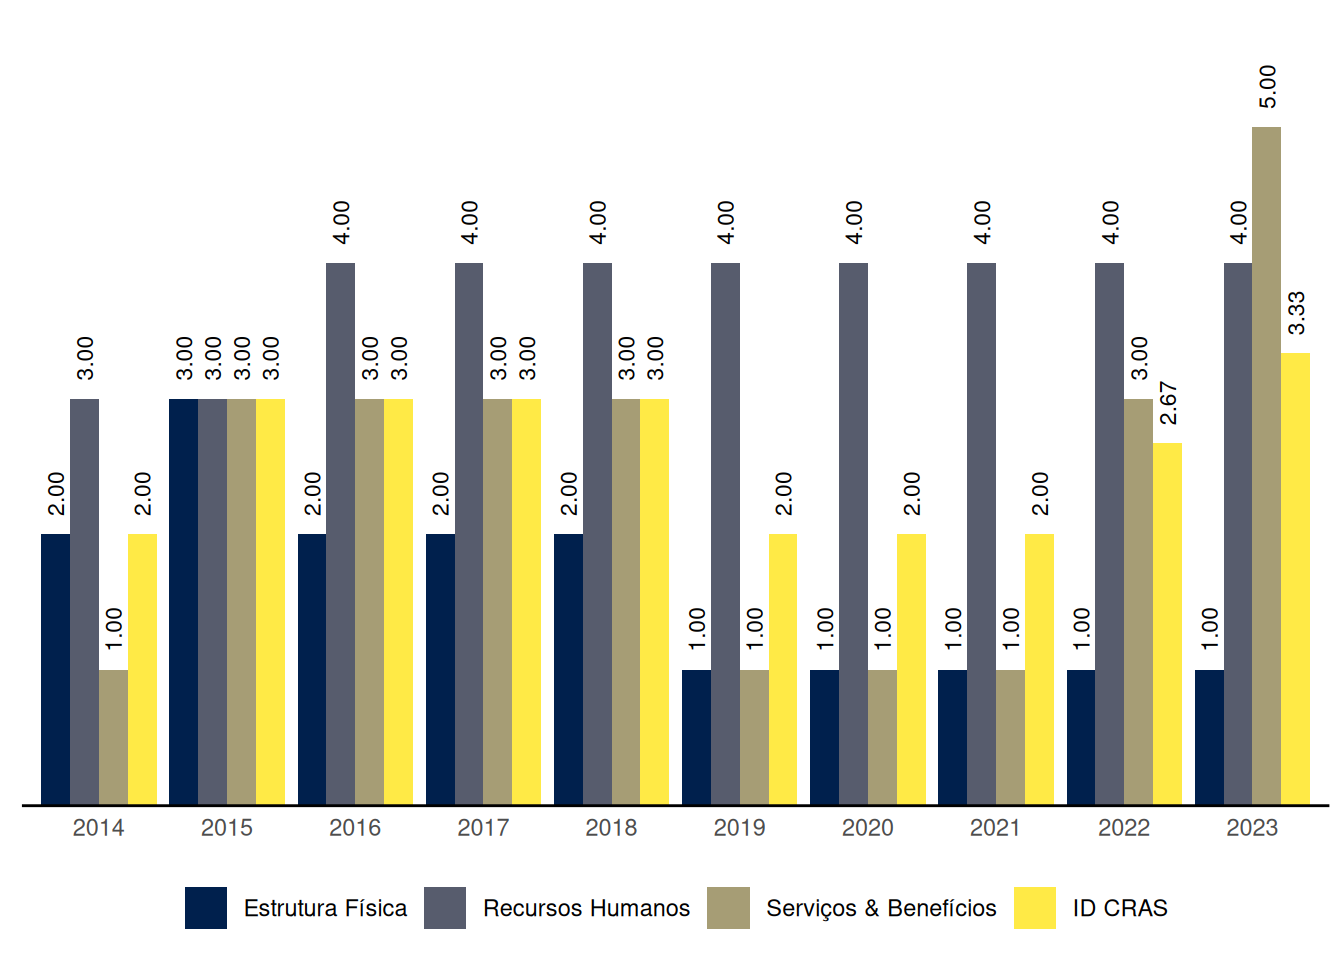 2.00 3.00 1.00 2.00 3.00 3.00 3.00 3.00 2.00 4.00 3.00 3.00 2.00 4.00 3.00 3.00 2.00 4.00 3.00 3.00 1.00 4.00 1.00 2.00 1.00 4.00 1.00 2.00 1.00 4.00 1.00 2.00 1.00 4.00 3.00 2.67 1.00 4.00 5.00 3.33
2014 2015 2016 2017 2018 2019 2020 2021 2022 2023
Estrutura Física Recursos Humanos Serviços & Benefícios ID CRAS